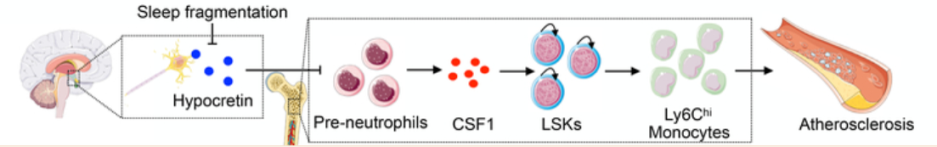 Sleep fragmentation
Hypocretin
Pre-neutrophils
CSF1
LSKs
Ly6Chi
Monocytes
Atherosclerosis